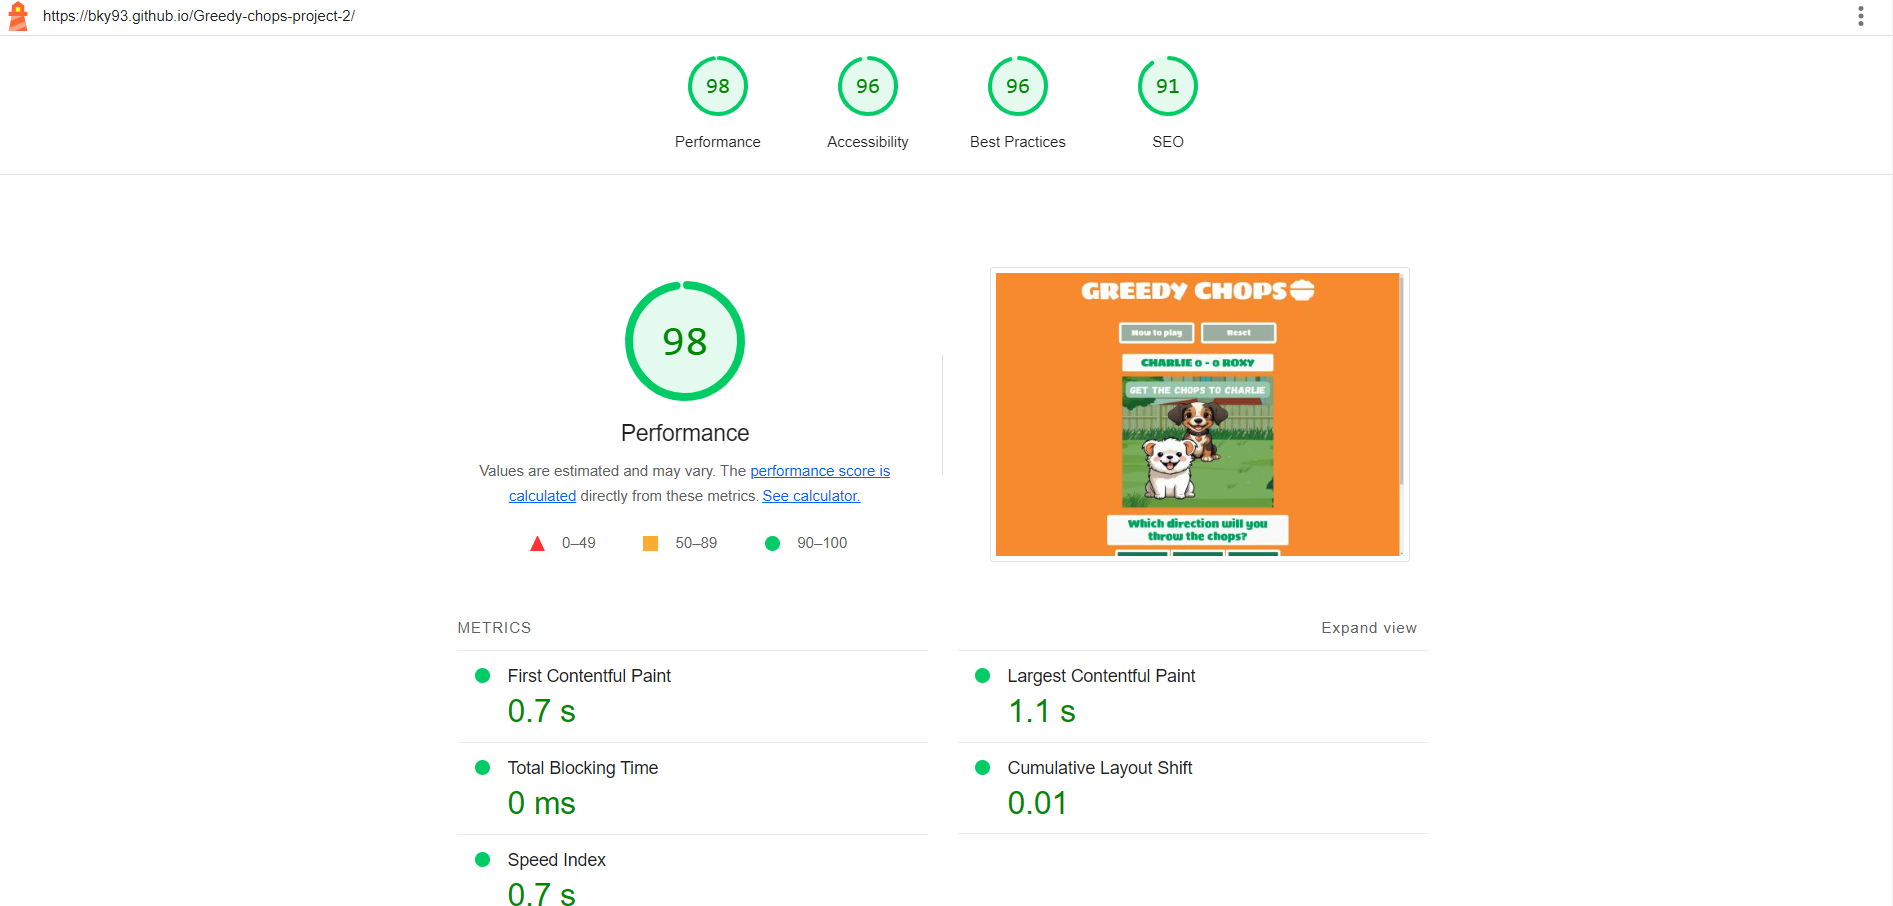 https://bky93.github.io/Greedy-chops-project-2/
98
96
96
91
Performance
Accessibility
Best Practices
SEO
98
Performance
Values are estimated and may vary. The performance score is
calculated directly from these metrics. See calculator.
0–49
50–89
90–100
GREEDY CHOPS
How to play
Reset
CHARLIE 0 - 0 ROXY
GET THE CHOPS TO CHARLIE
Which direction will you
throw the chops?
METRICS
Expand view
First Contentful Paint
0.7 s
Largest Contentful Paint
1.1 s
Total Blocking Time
0 ms
Cumulative Layout Shift
0.01
Speed Index
0.7 s